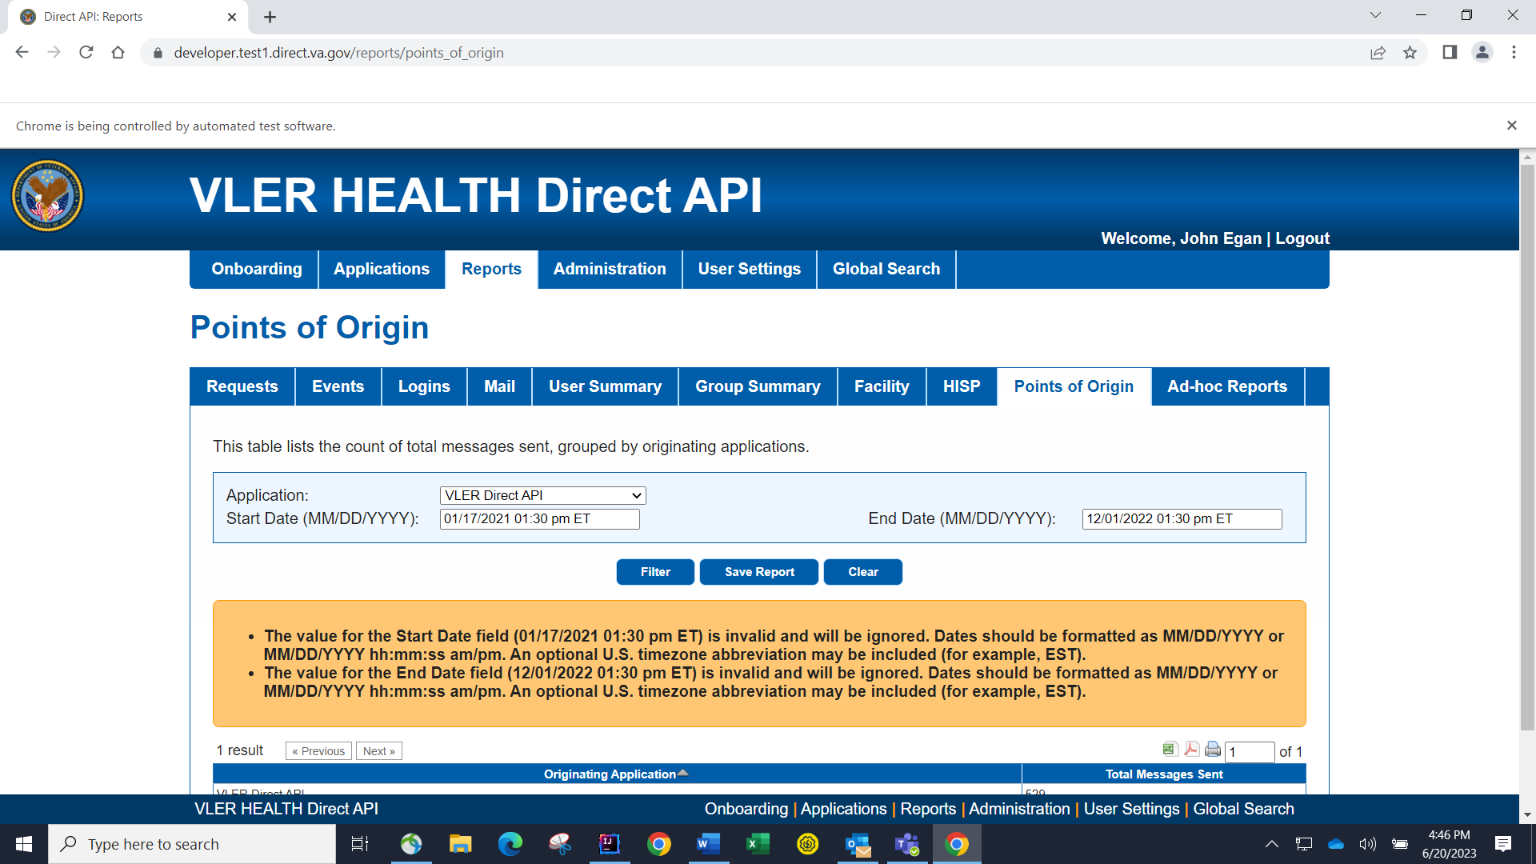 Direct API: Reports
developer.test1.direct.va.gov/reports/points_of_origin
Chrome is being controlled by automated test software.
VLER HEALTH Direct API
Welcome, John Egan | Logout
Onboarding Applications Reports Administration User Settings Global Search
Points of Origin
Requests Events Logins Mail User Summary Group Summary Facility HISP Points of Origin Ad-hoc Reports
This table lists the count of total messages sent, grouped by originating applications.
Application: VLER Direct API
Start Date (MM/DD/YYYY): 01/17/2021 01:30 pm ET End Date (MM/DD/YYYY): 12/01/2022 01:30 pm ET
Filter Save Report Clear
• The value for the Start Date field (01/17/2021 01:30 pm ET) is invalid and will be ignored. Dates should be formatted as MM/DD/YYYY or
MM/DD/YYYY hh:mm:ss am/pm. An optional U.S. timezone abbreviation may be included (for example, EST).
• The value for the End Date field (12/01/2022 01:30 pm ET) is invalid and will be ignored. Dates should be formatted as MM/DD/YYYY or
MM/DD/YYYY hh:mm:ss am/pm. An optional U.S. timezone abbreviation may be included (for example, EST).
1 result « Previous Next » 1 of 1
Originating Application Total Messages Sent
VLER Direct API 529
VLER HEALTH Direct API Onboarding | Applications | Reports | Administration | User Settings | Global Search
Type here to search
4:46 PM
6/20/2023